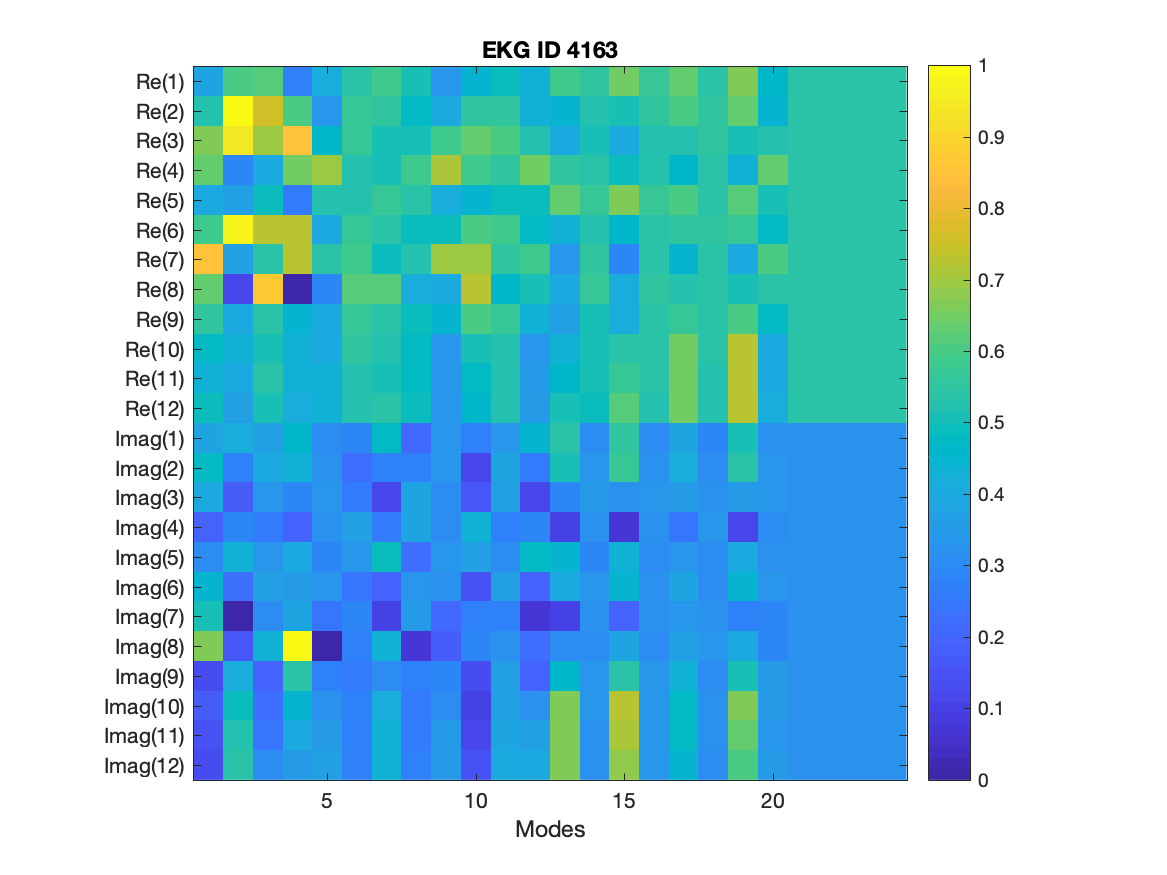 EKG ID 4163
Re(1)
Re(2)
Re(3)
Re(4)
Re(5)
Re(6)
Re(7)
Re(8)
Re(9)
Re(10)
Re(11)
Re(12)
Imag(1)
Imag(2)
Imag(3)
Imag(4)
Imag(5)
Imag(6)
Imag(7)
Imag(8)
Imag(9)
Imag(10)
Imag(11)
Imag(12)
5 10 15 20
Modes
1
0.9
0.8
0.7
0.6
0.5
0.4
0.3
0.2
0.1
0